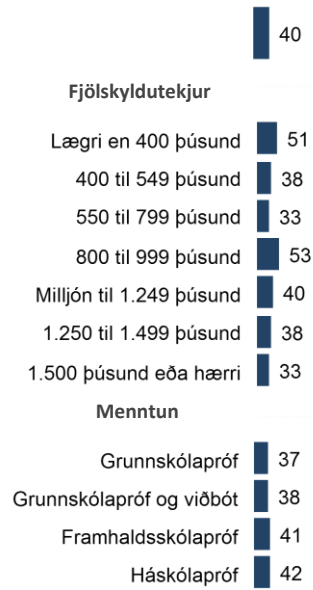 40
Fjölskyldutekjur
Lægri en 400 þúsund 51
400 til 549 þúsund 38
550 til 799 þúsund 33
800 til 999 þúsund 53
Milljón til 1.249 þúsund 40
1.250 til 1.499 þúsund 38
1.500 þúsund eða hærri 33
Menntun
Grunnskólapróf 37
Grunnskólapróf og viðbót 38
Framhaldsskólapróf 41
Háskólapróf 42